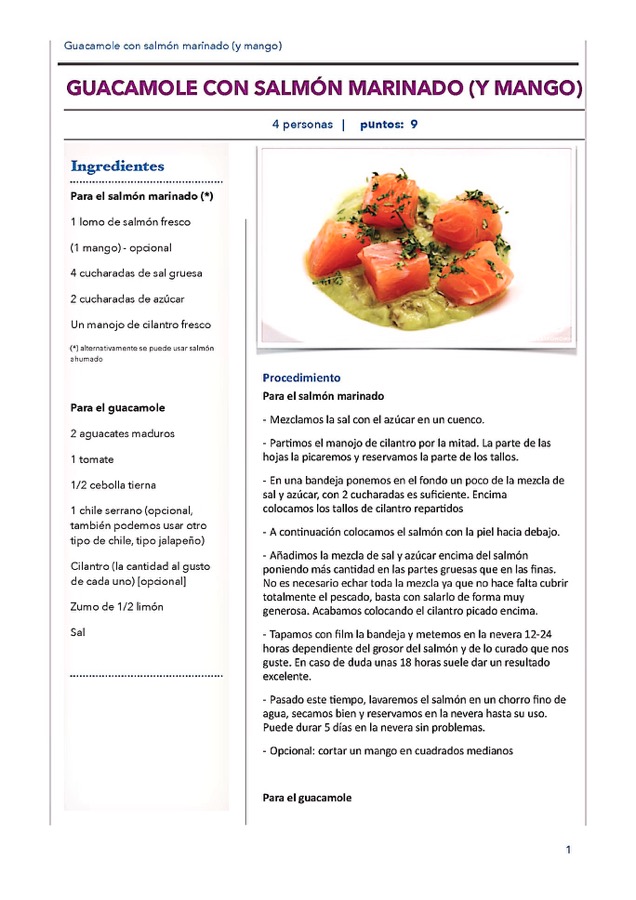 Guacamole con salmón marinado (y mango)
GUACAMOLE CON SALMÓN MARINADO (Y MANGO)
4 personas | puntos: 9
Ingredientes
Para el salmón marinado (*)
1 lomo de salmón fresco
(1 mango) - opcional
4 cucharadas de sal gruesa
2 cucharadas de azúcar
Un manojo de cilantro fresco
(*) alternativamente se puede usar salmón
ahumado
Para el guacamole
2 aguacates maduros
1 tomate
1/2 cebolla tierna
1 chile serrano (opcional,
también podemos usar otro
tipo de chile, tipo jalapeño)
Cilantro (la cantidad al gusto
de cada uno) [opcional]
Zumo de 1/2 limón
Sal
Procedimiento
Para el salmón marinado
- Mezclamos la sal con el azúcar en un cuenco.
- Partimos el manojo de cilantro por la mitad. La parte de las
hojas la picaremos y reservamos la parte de los tallos.
- En una bandeja ponemos en el fondo un poco de la mezcla de
sal y azúcar, con 2 cucharadas es suficiente. Encima
colocamos los tallos de cilantro repartidos
- A continuación colocamos el salmón con la piel hacia debajo.
- Añadimos la mezcla de sal y azúcar encima del salmón
poniendo más cantidad en las partes gruesas que en las finas.
No es necesario echar toda la mezcla ya que no hace falta cubrir
totalmente el pescado, basta con salarlo de forma muy
generosa. Acabamos colocando el cilantro picado encima.
- Tapamos con film la bandeja y metemos en la nevera 12-24
horas dependiente del grosor del salmón y de lo curado que nos
guste. En caso de duda unas 18 horas suele dar un resultado
excelente.
- Pasado este tiempo, lavaremos el salmón en un chorro fino de
agua, secamos bien y reservamos en la nevera hasta su uso.
Puede durar 5 días en la nevera sin problemas.
- Opcional: cortar un mango en cuadrados medianos
Para el guacamole
1